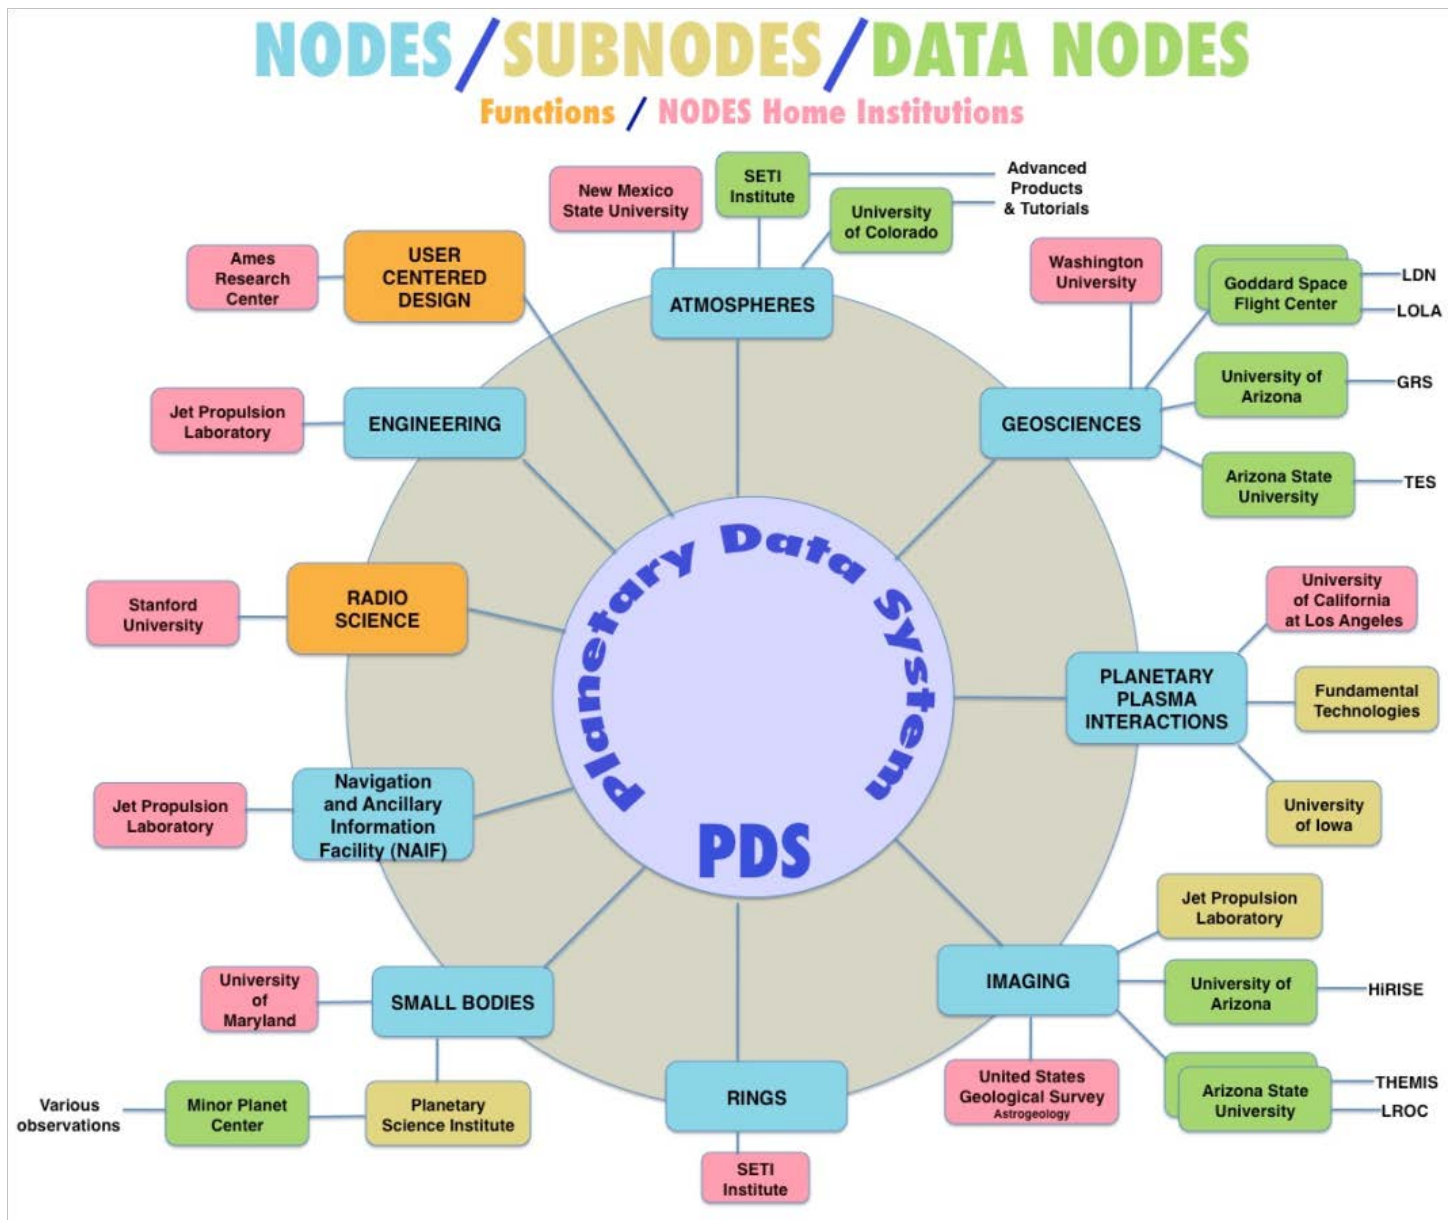 NODES/SUBNODES/DATA NODES
Functions / NODES Home Institutions
New Mexico
State University
SETI
Institute
University
of Colorado
Advanced
Products
& Tutorials
Ames
Research
Center
USER
CENTERED
DESIGN
ATMOSPHERES
Washington
University
Goddard Space
Flight Center
LDN
LOLA
University of
Arizona
GRS
Jet Propulsion
Laboratory
ENGINEERING
GEOSCIENCES
Arizona State
University
TES
Planetary Data System
PDS
Stanford
University
RADIO
SCIENCE
University
of California
at Los Angeles
PLANETARY
PLASMA
INTERACTIONS
Fundamental
Technologies
University
of Iowa
Jet Propulsion
Laboratory
Navigation
and Ancillary
Information
Facility (NAIF)
Jet Propulsion
Laboratory
IMAGING
University of
Arizona
HiRISE
University
of
Maryland
SMALL BODIES
United States
Geological Survey
Astrogeology
Arizona State
University
THEMIS
LROC
Various
observations
Minor Planet
Center
Planetary
Science Institute
RINGS
SETI
Institute